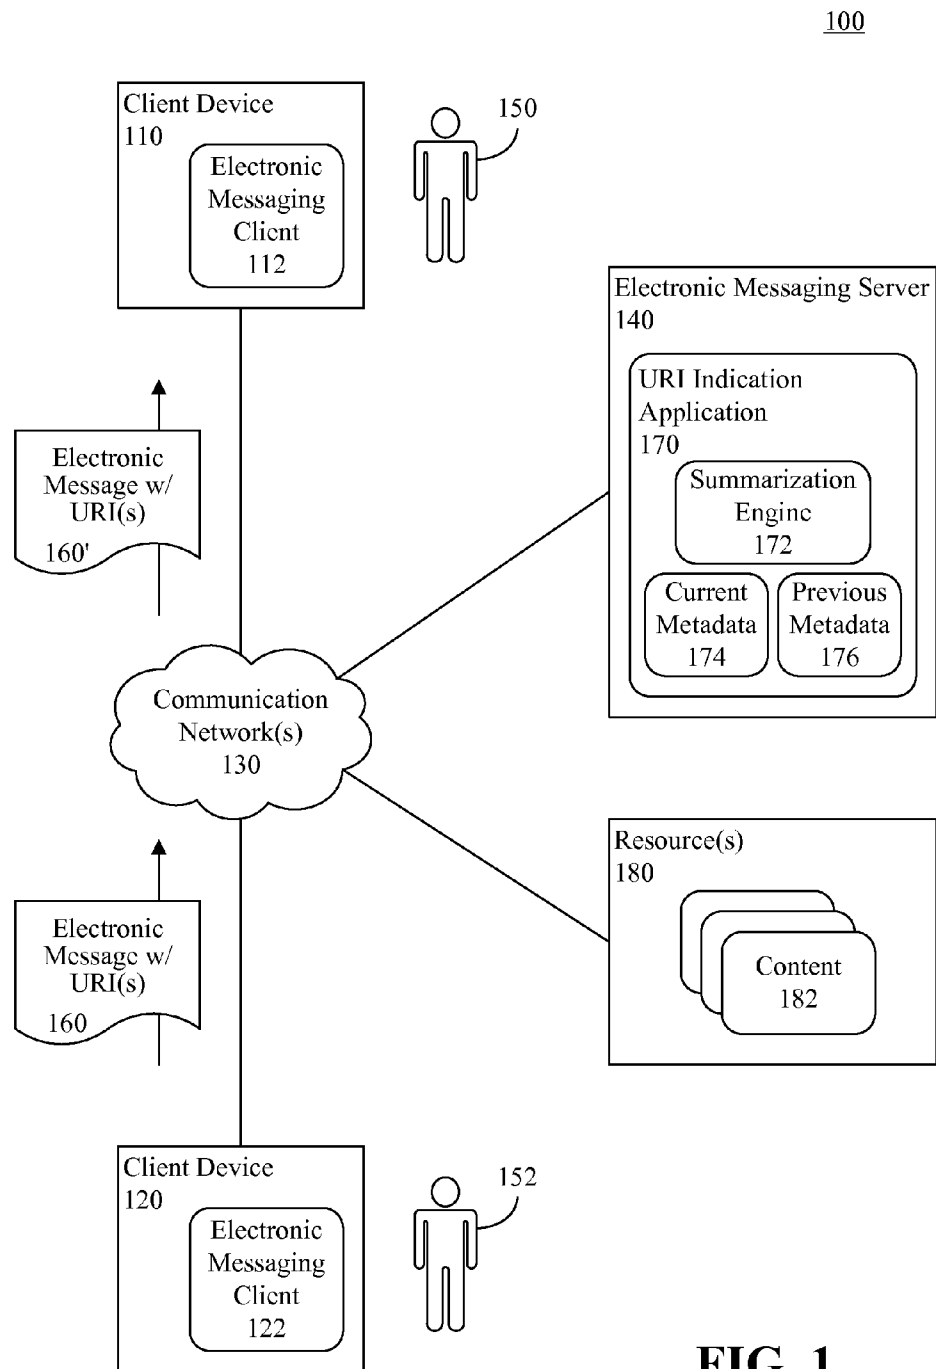 100
Client Device
110
Electronic
Messaging
Client
112
150
Electronic Messaging Server
140
URI Indication
Application
170
Summarization
Engine
172
Current
Metadata
174
Previous
Metadata
176
Electronic
Message w/
URI(s)
160'
Communication
Network(s)
130
Resource(s)
180
Content
182
Electronic
Message w/
URI(s)
160
Client Device
120
Electronic
Messaging
Client
122
152
FIG. 1